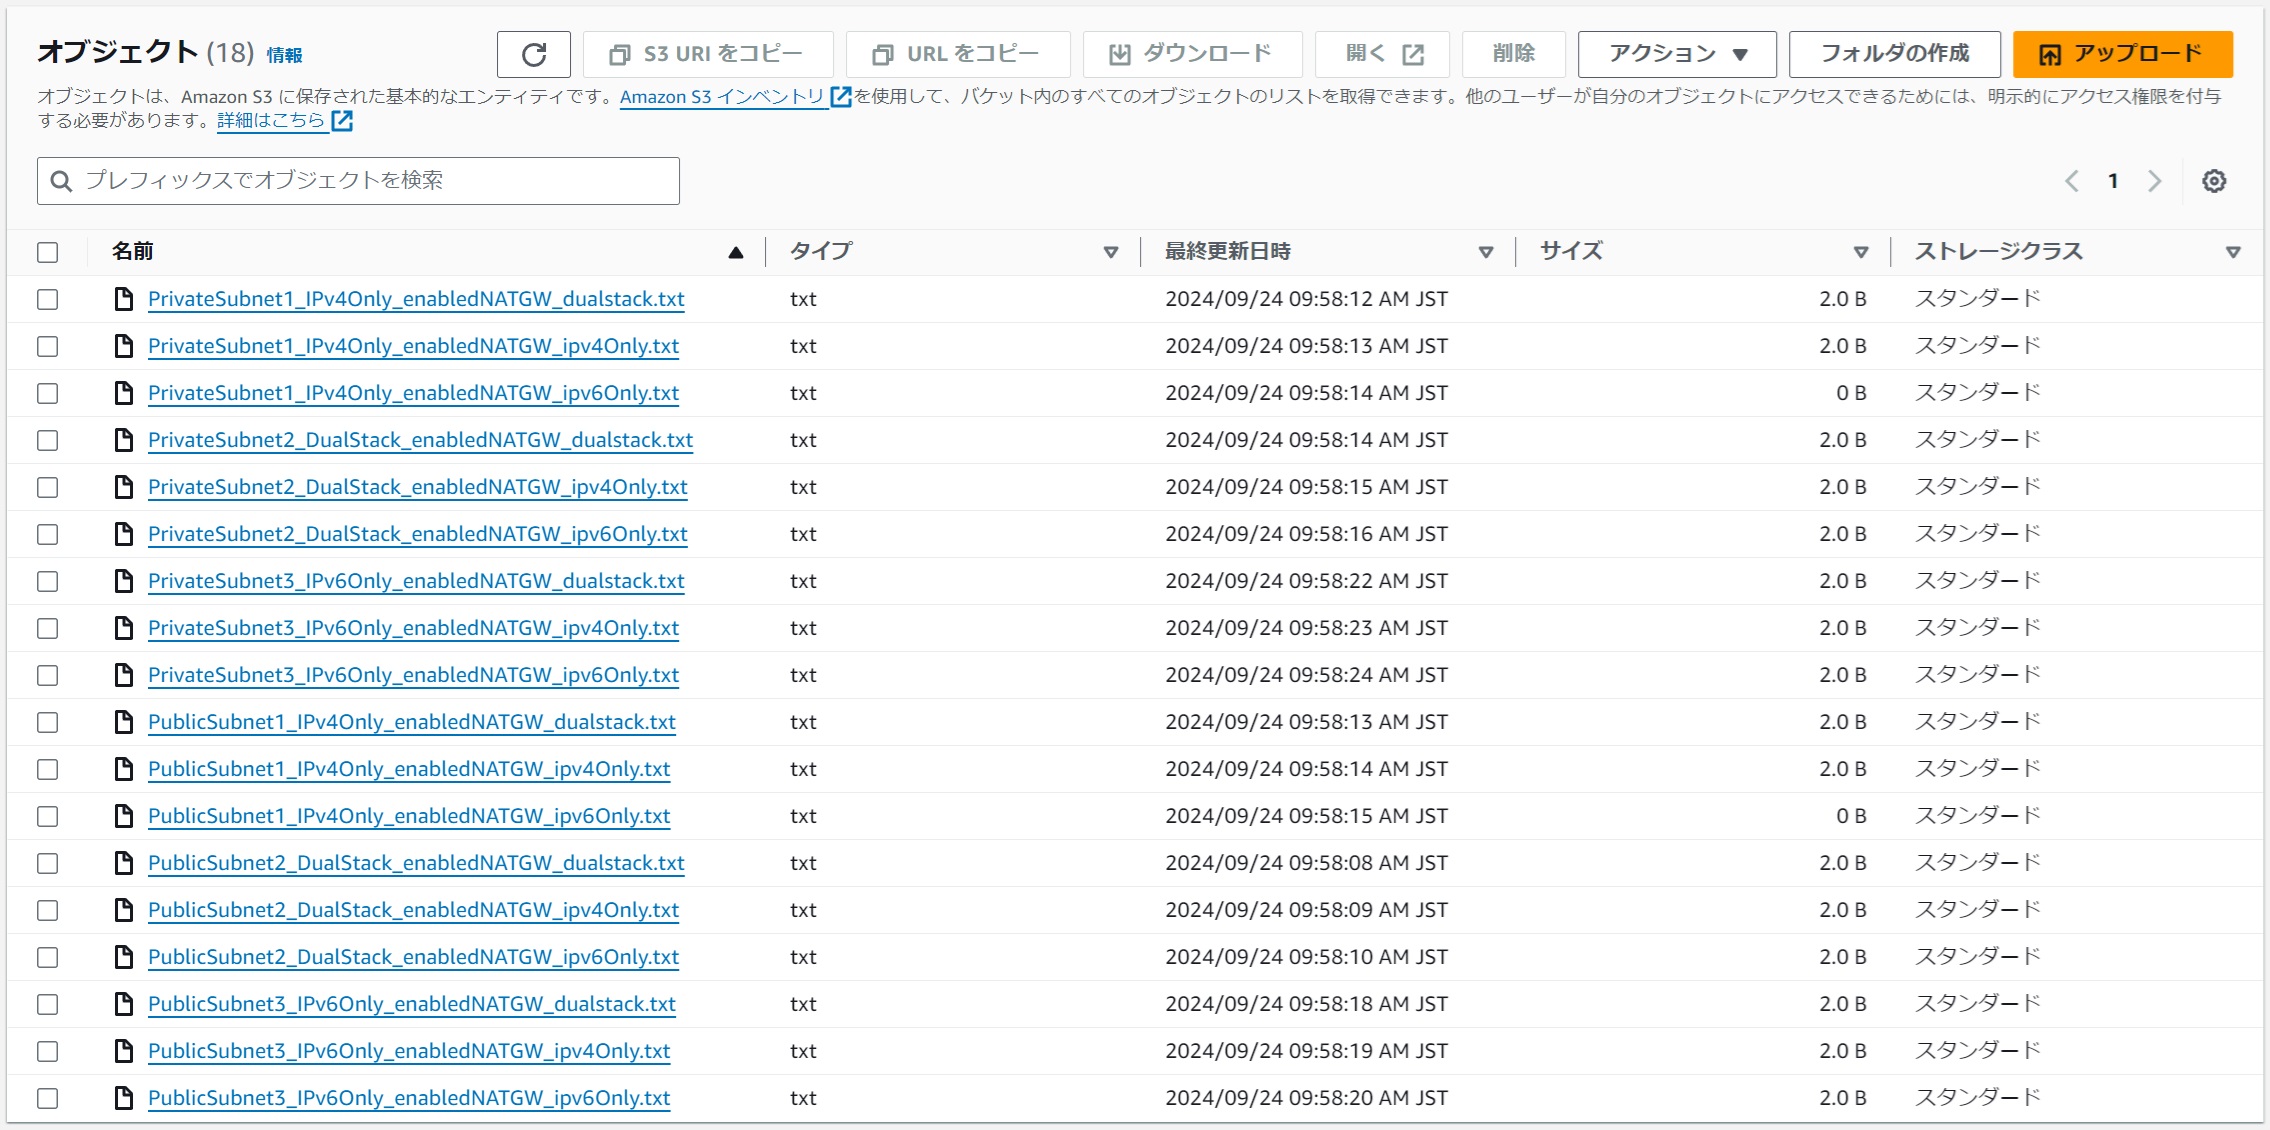 オブジェクト (18) 情報
S3 URI をコピー
URL をコピー
ダウンロード
開く
削除
アクション
フォルダの作成
アップロード
オブジェクトは、Amazon S3 に保存された基本的なエンティティです。Amazon S3 インベントリを使用して、バケット内のすべてのオブジェクトのリストを取得できます。他のユーザーが自分のオブジェクトにアクセスできるためには、明示的にアクセス権限を付与
する必要があります。詳細はこちら
プレフィックスでオブジェクトを検索
1
名前 タイプ 最終更新日時 サイズ ストレージクラス
PrivateSubnet1_IPv4Only_enabledNATGW_dualstack.txt txt 2024/09/24 09:58:12 AM JST 2.0 B スタンダード
PrivateSubnet1_IPv4Only_enabledNATGW_ipv4Only.txt txt 2024/09/24 09:58:13 AM JST 2.0 B スタンダード
PrivateSubnet1_IPv4Only_enabledNATGW_ipv6Only.txt txt 2024/09/24 09:58:14 AM JST 0 B スタンダード
PrivateSubnet2_DualStack_enabledNATGW_dualstack.txt txt 2024/09/24 09:58:14 AM JST 2.0 B スタンダード
PrivateSubnet2_DualStack_enabledNATGW_ipv4Only.txt txt 2024/09/24 09:58:15 AM JST 2.0 B スタンダード
PrivateSubnet2_DualStack_enabledNATGW_ipv6Only.txt txt 2024/09/24 09:58:16 AM JST 2.0 B スタンダード
PrivateSubnet3_IPv6Only_enabledNATGW_dualstack.txt txt 2024/09/24 09:58:22 AM JST 2.0 B スタンダード
PrivateSubnet3_IPv6Only_enabledNATGW_ipv4Only.txt txt 2024/09/24 09:58:23 AM JST 2.0 B スタンダード
PrivateSubnet3_IPv6Only_enabledNATGW_ipv6Only.txt txt 2024/09/24 09:58:24 AM JST 2.0 B スタンダード
PublicSubnet1_IPv4Only_enabledNATGW_dualstack.txt txt 2024/09/24 09:58:13 AM JST 2.0 B スタンダード
PublicSubnet1_IPv4Only_enabledNATGW_ipv4Only.txt txt 2024/09/24 09:58:14 AM JST 2.0 B スタンダード
PublicSubnet1_IPv4Only_enabledNATGW_ipv6Only.txt txt 2024/09/24 09:58:15 AM JST 0 B スタンダード
PublicSubnet2_DualStack_enabledNATGW_dualstack.txt txt 2024/09/24 09:58:08 AM JST 2.0 B スタンダード
PublicSubnet2_DualStack_enabledNATGW_ipv4Only.txt txt 2024/09/24 09:58:09 AM JST 2.0 B スタンダード
PublicSubnet2_DualStack_enabledNATGW_ipv6Only.txt txt 2024/09/24 09:58:10 AM JST 2.0 B スタンダード
PublicSubnet3_IPv6Only_enabledNATGW_dualstack.txt txt 2024/09/24 09:58:18 AM JST 2.0 B スタンダード
PublicSubnet3_IPv6Only_enabledNATGW_ipv4Only.txt txt 2024/09/24 09:58:19 AM JST 2.0 B スタンダード
PublicSubnet3_IPv6Only_enabledNATGW_ipv6Only.txt txt 2024/09/24 09:58:20 AM JST 2.0 B スタンダード